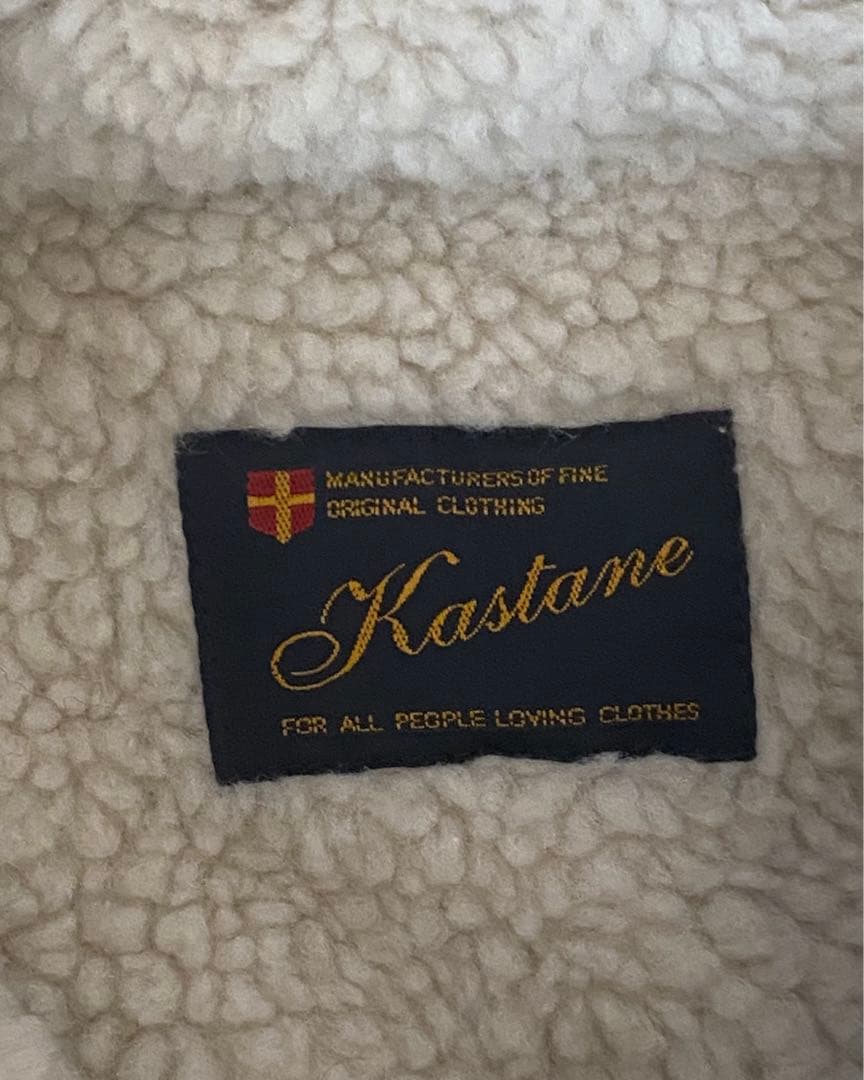 MANUFACTURERS OF FINE
ORIGINAL CLOTHING
Kastane
FOR ALL PEOPLE LOVING CLOTHES